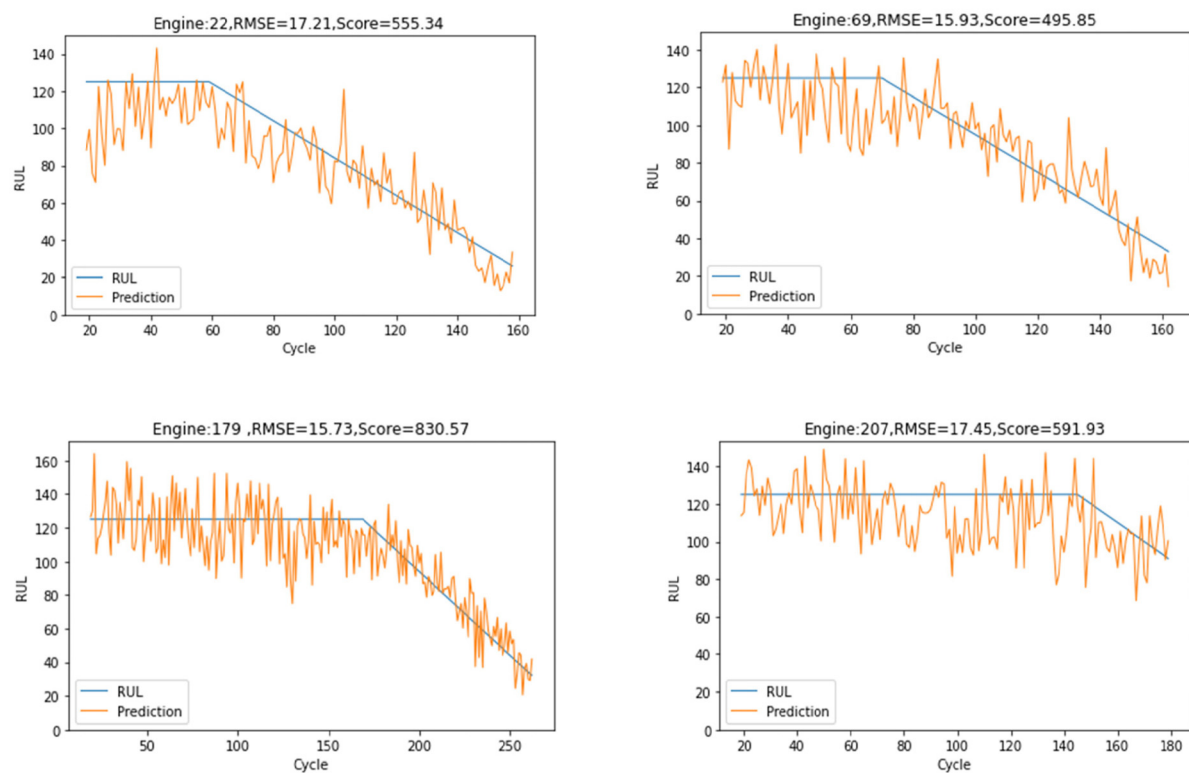 Engine:22,RMSE=17.21,Score=555.34
RUL
140
120
100
80
60
40
20
0
RUL
Prediction
20 40 60 80 100 120 140 160
Cycle
Engine:69,RMSE=15.93,Score=495.85
RUL
140
120
100
80
60
40
20
0
RUL
Prediction
20 40 60 80 100 120 140 160
Cycle
Engine:179 ,RMSE=15.73,Score=830.57
RUL
160
140
120
100
80
60
40
20
0
RUL
Prediction
50 100 150 200 250
Cycle
Engine:207,RMSE=17.45,Score=591.93
RUL
140
120
100
80
60
40
20
0
RUL
Prediction
20 40 60 80 100 120 140 160 180
Cycle